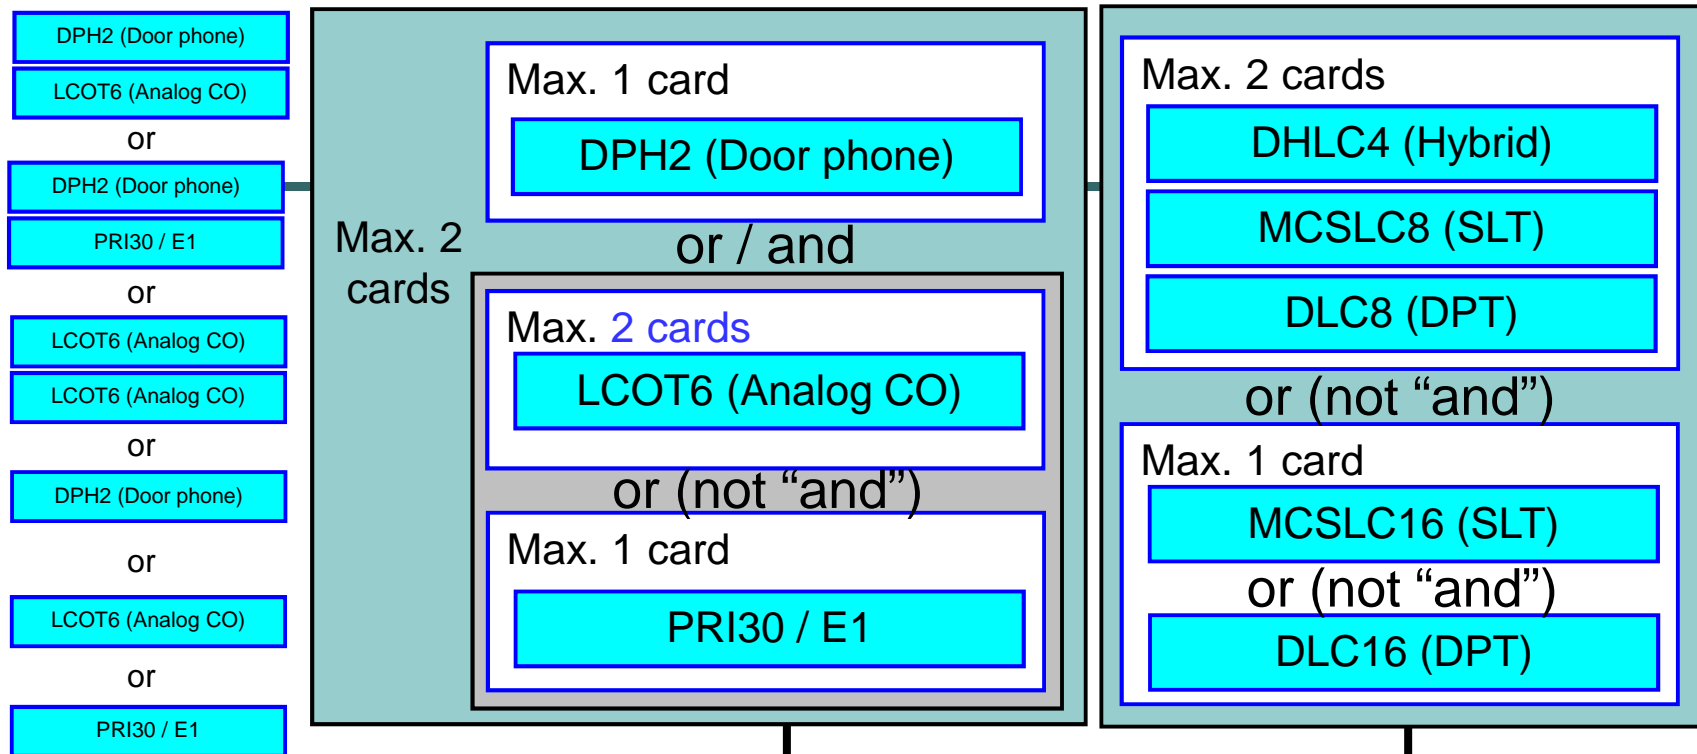 DPH2 (Door phone)
LCOT6 (Analog CO)
or
DPH2 (Door phone)
PRI30 / E1
or
LCOT6 (Analog CO)
LCOT6 (Analog CO)
or
DPH2 (Door phone)
or
LCOT6 (Analog CO)
or
PRI30 / E1
Max. 2
cards
Max. 1 card
DPH2 (Door phone)
or / and
Max. 2 cards
LCOT6 (Analog CO)
or (not “and”)
Max. 1 card
PRI30 / E1
Max. 2 cards
DHLC4 (Hybrid)
MCSLC8 (SLT)
DLC8 (DPT)
or (not “and”)
Max. 1 card
MCSLC16 (SLT)
or (not “and”)
DLC16 (DPT)